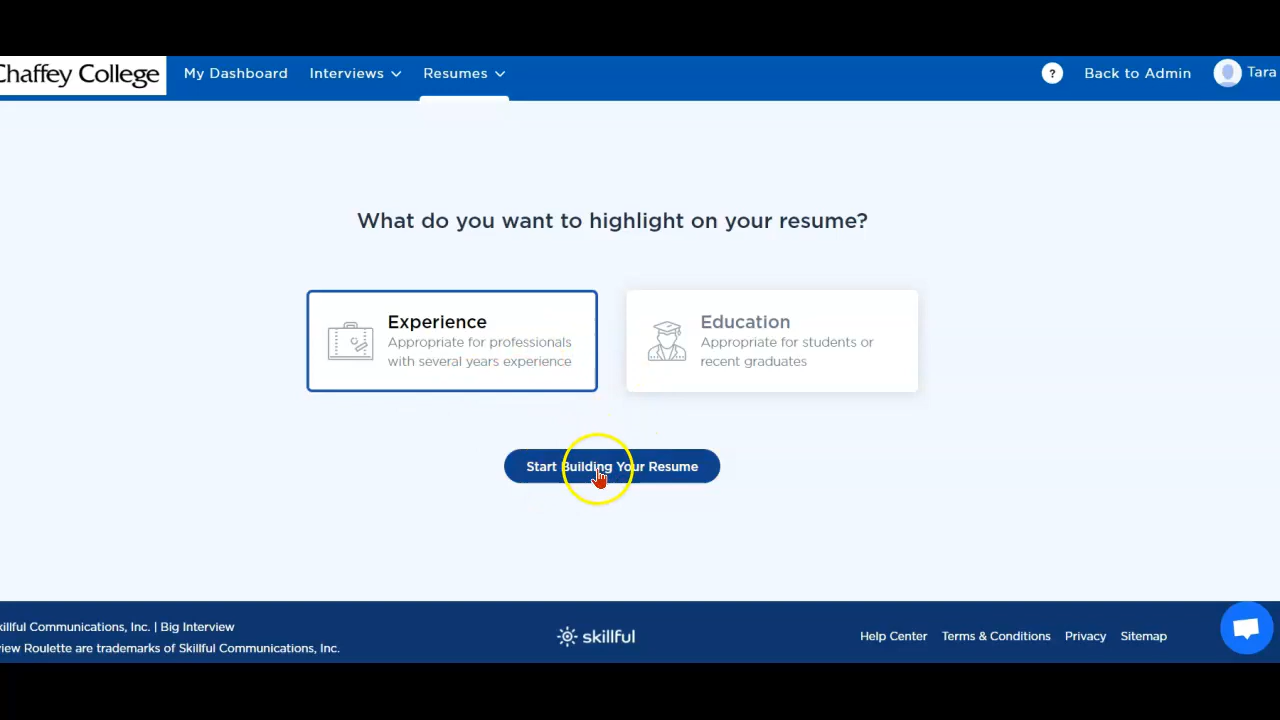 Chaffey College
My Dashboard
Interviews
Resumes
?
Back to Admin
Tara
What do you want to highlight on your resume?
Experience
Appropriate for professionals
with several years experience
Education
Appropriate for students or
recent graduates
Start Building Your Resume
killful Communications, Inc. | Big Interview
view Roulette are trademarks of Skillful Communications, Inc.
skillful
Help Center
Terms & Conditions
Privacy
Sitemap